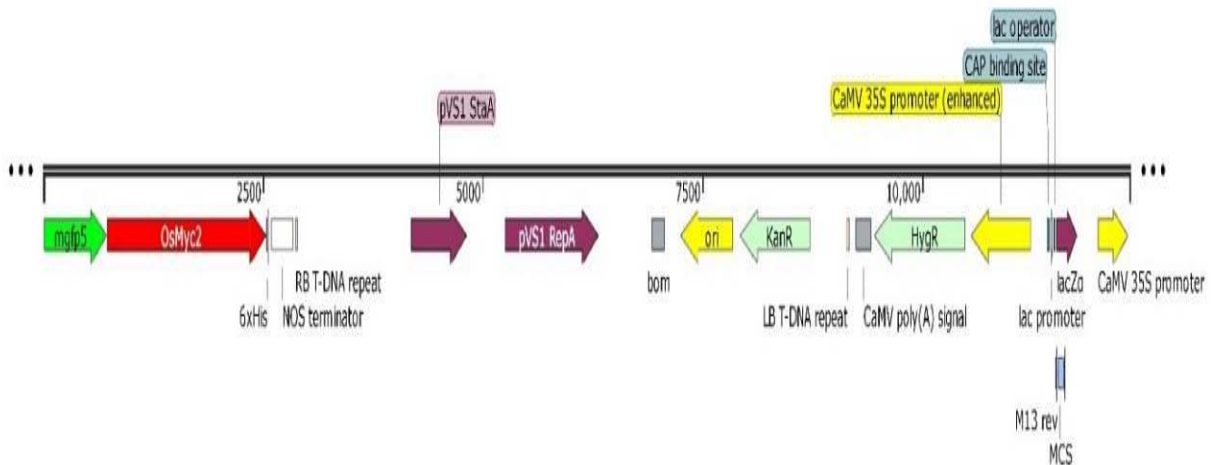 lac operator
CAP binding site
CaMV 35S promoter (enhanced)
pVS1 StaA
2500
5000
7500
10,000
mgfp5
OsMyc2
pVS1 RepA
ori
KanR
HygR
RB T-DNA repeat
bom
lacZα
CaMV 35S promoter
6xHis
NOS terminator
LB T-DNA repeat
CaMV poly(A) signal
lac promoter
M13 rev
MCS